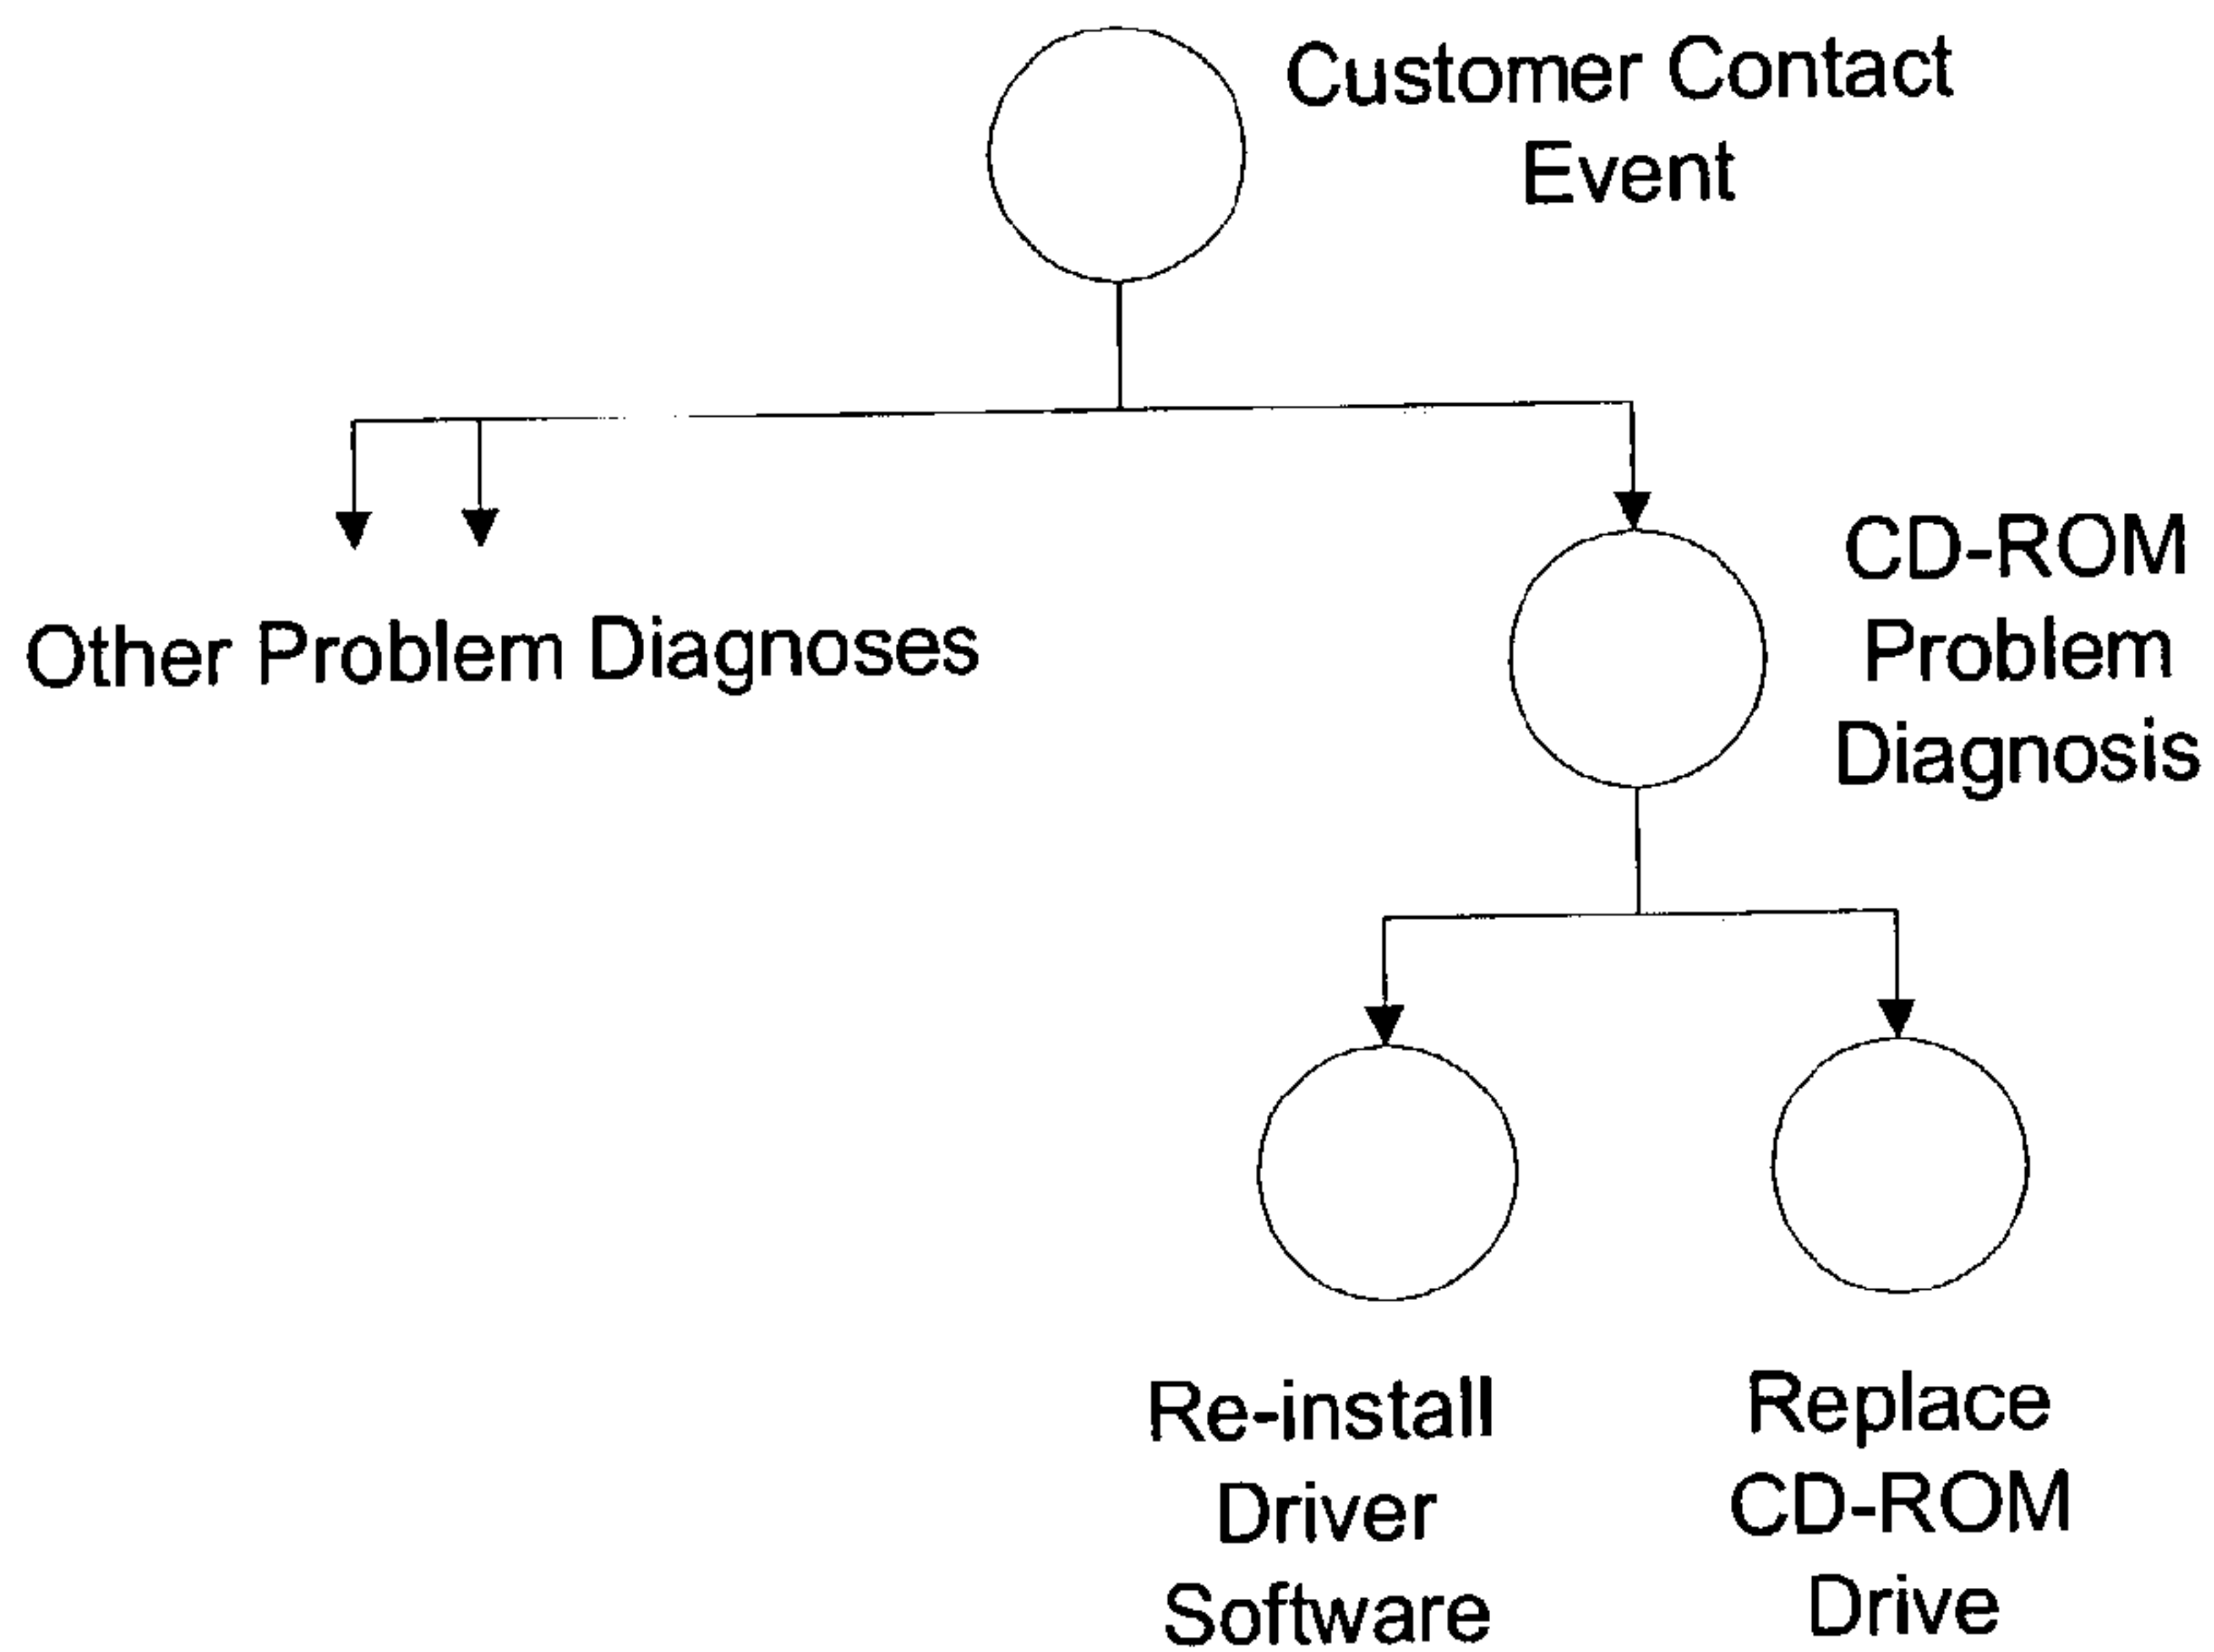 Customer Contact
Event
Other Problem Diagnoses
CD-ROM
Problem
Diagnosis
Re-install
Driver
Software
Replace
CD-ROM
Drive